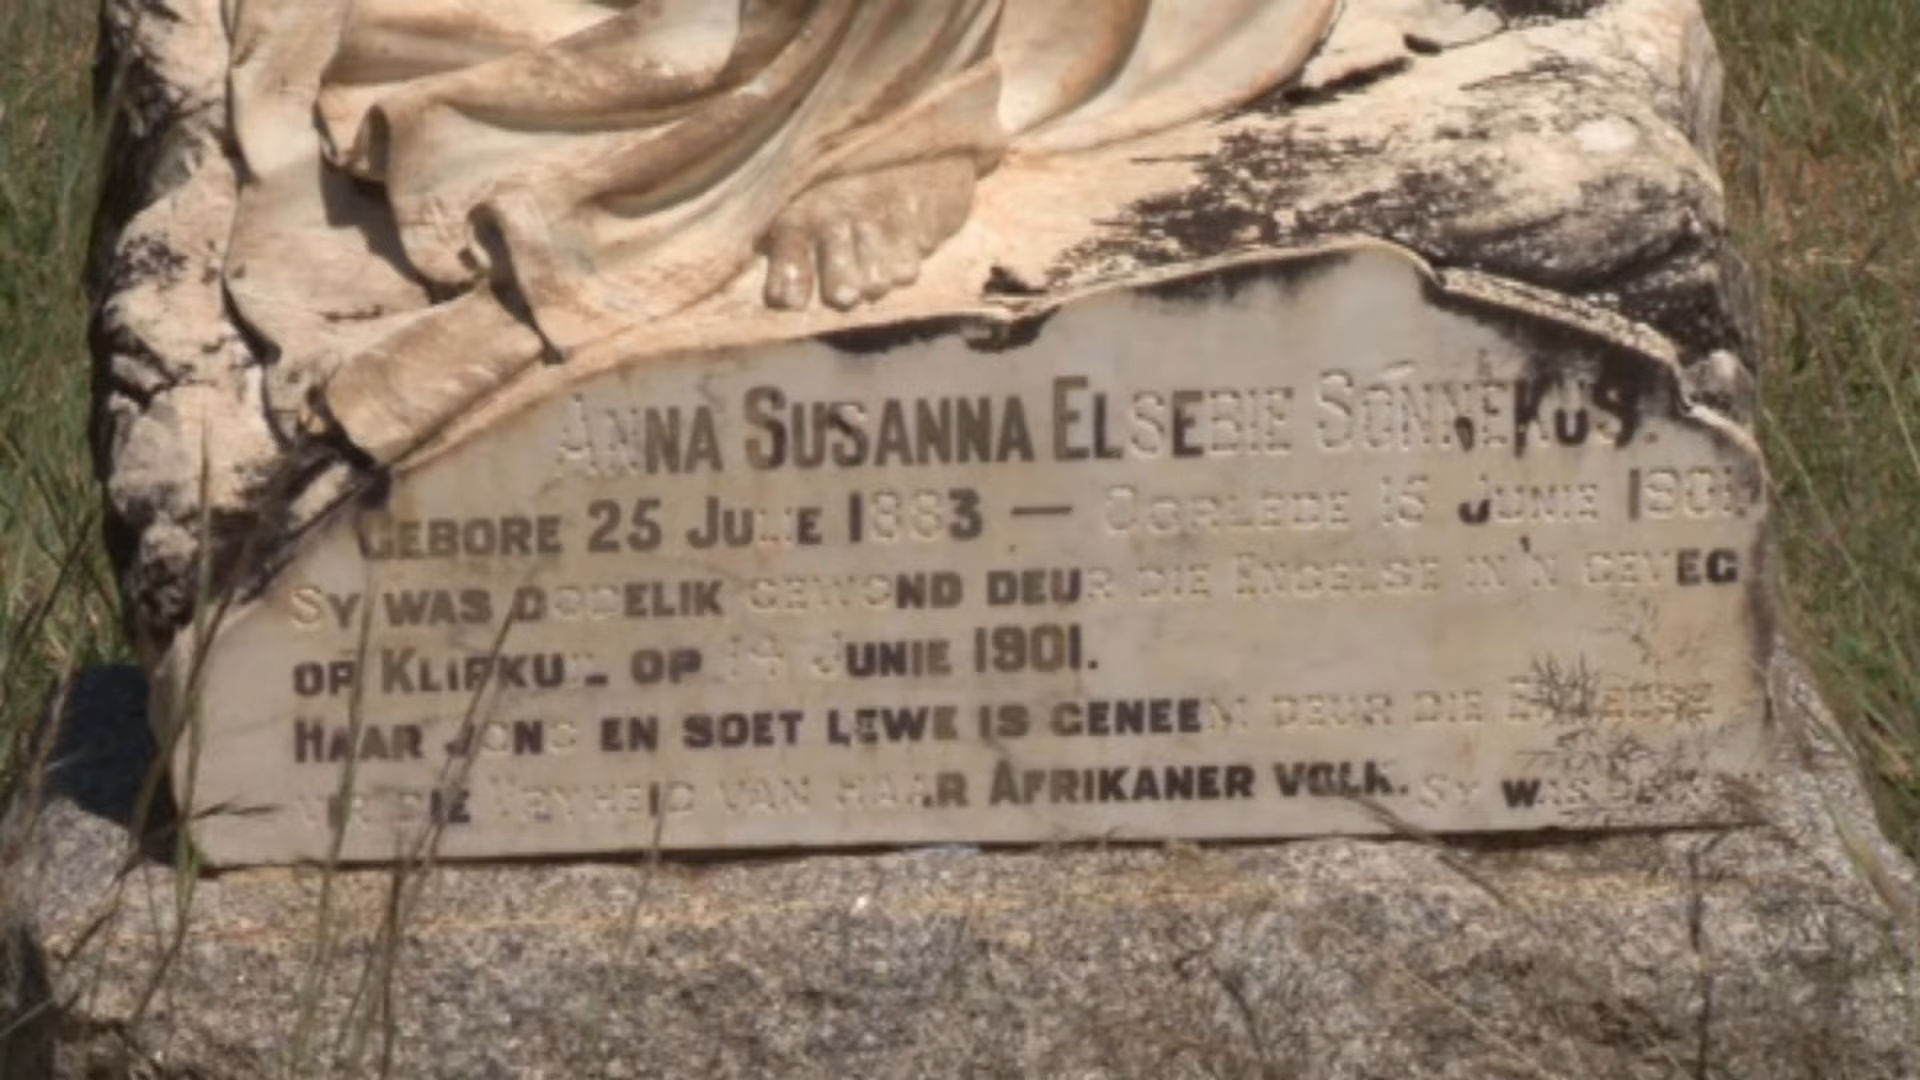 ANNA SUSANNA ELSEBIE SONNEKUS.
GEBORE 25 JULIE 1883 — OORLEDE 15 JUNIE 1901.
SY WAS DODELIK GEWOND DEUR DIE ENGELSE IN 'N GEVEG
OP KLIPKUIL OP 14 JUNIE 1901.
HAAR JONG EN SOET LEWE IS GENEEM DEUR DIE ENGELSE
VIR DIE VRYHEID VAN HAAR AFRIKANER VOLK. SY WAS